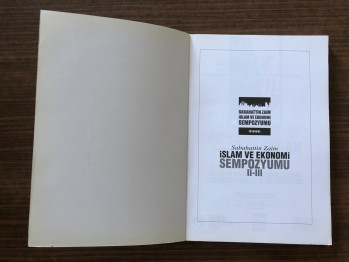 SABAHATTİN ZAİM
İSLAM VE EKONOMİ
SEMPOZYUMU
Sabahattin Zaim
İSLAM VE EKONOMİ
SEMPOZYUMU
II-III